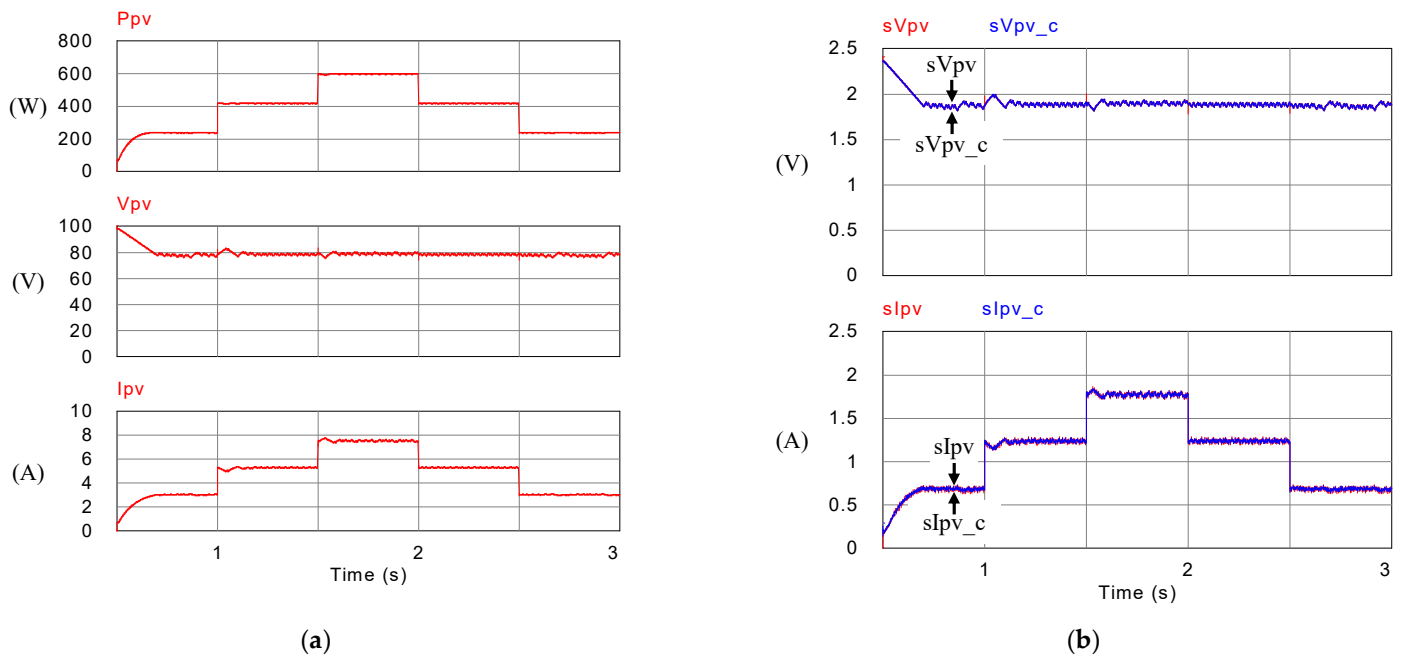 Ppv
800
600
(W)
400
200
0
Vpv
100
80
60
(V)
40
20
0
Ipv
10
8
6
(A)
4
2
0
1 2 3
Time (s)
(a)
sVpv sVpv_c
2.5
sVpv
2
1.5
sVpv_c
(V)
1
0.5
0
sIpv sIpv_c
2.5
2
1.5
(A)
1
sIpv
0.5
sIpv_c
0
1 2 3
Time (s)
(b)